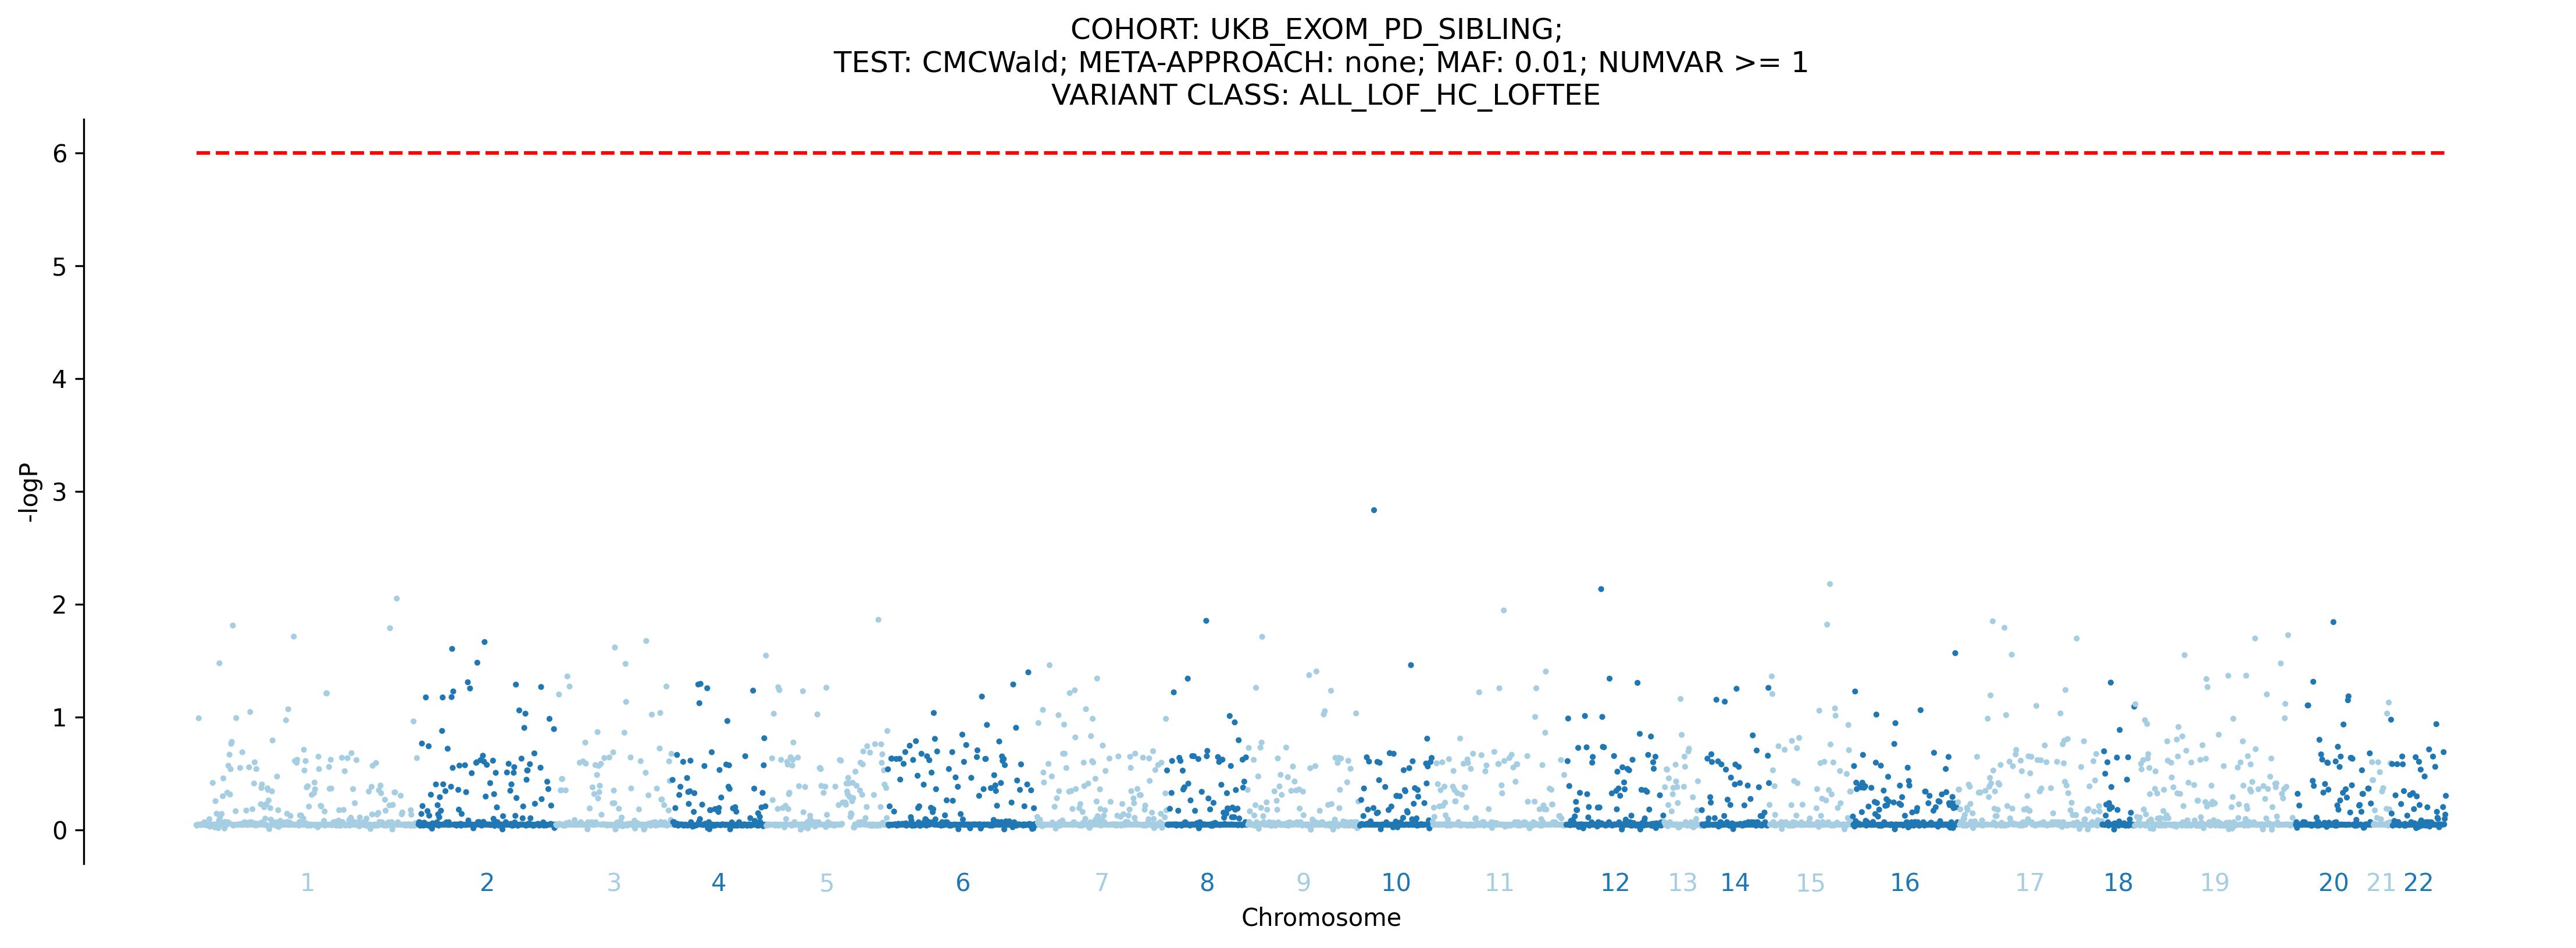 COHORT: UKB_EXOM_PD_SIBLING;
TEST: CMCWald; META-APPROACH: none; MAF: 0.01; NUMVAR >= 1
VARIANT CLASS: ALL_LOF_HC_LOFTEE
6
5
4
3
2
1
0
-logP
1 2 3 4 5 6 7 8 9 10 11 12 13 14 15 16 17 18 19 20 21 22
Chromosome